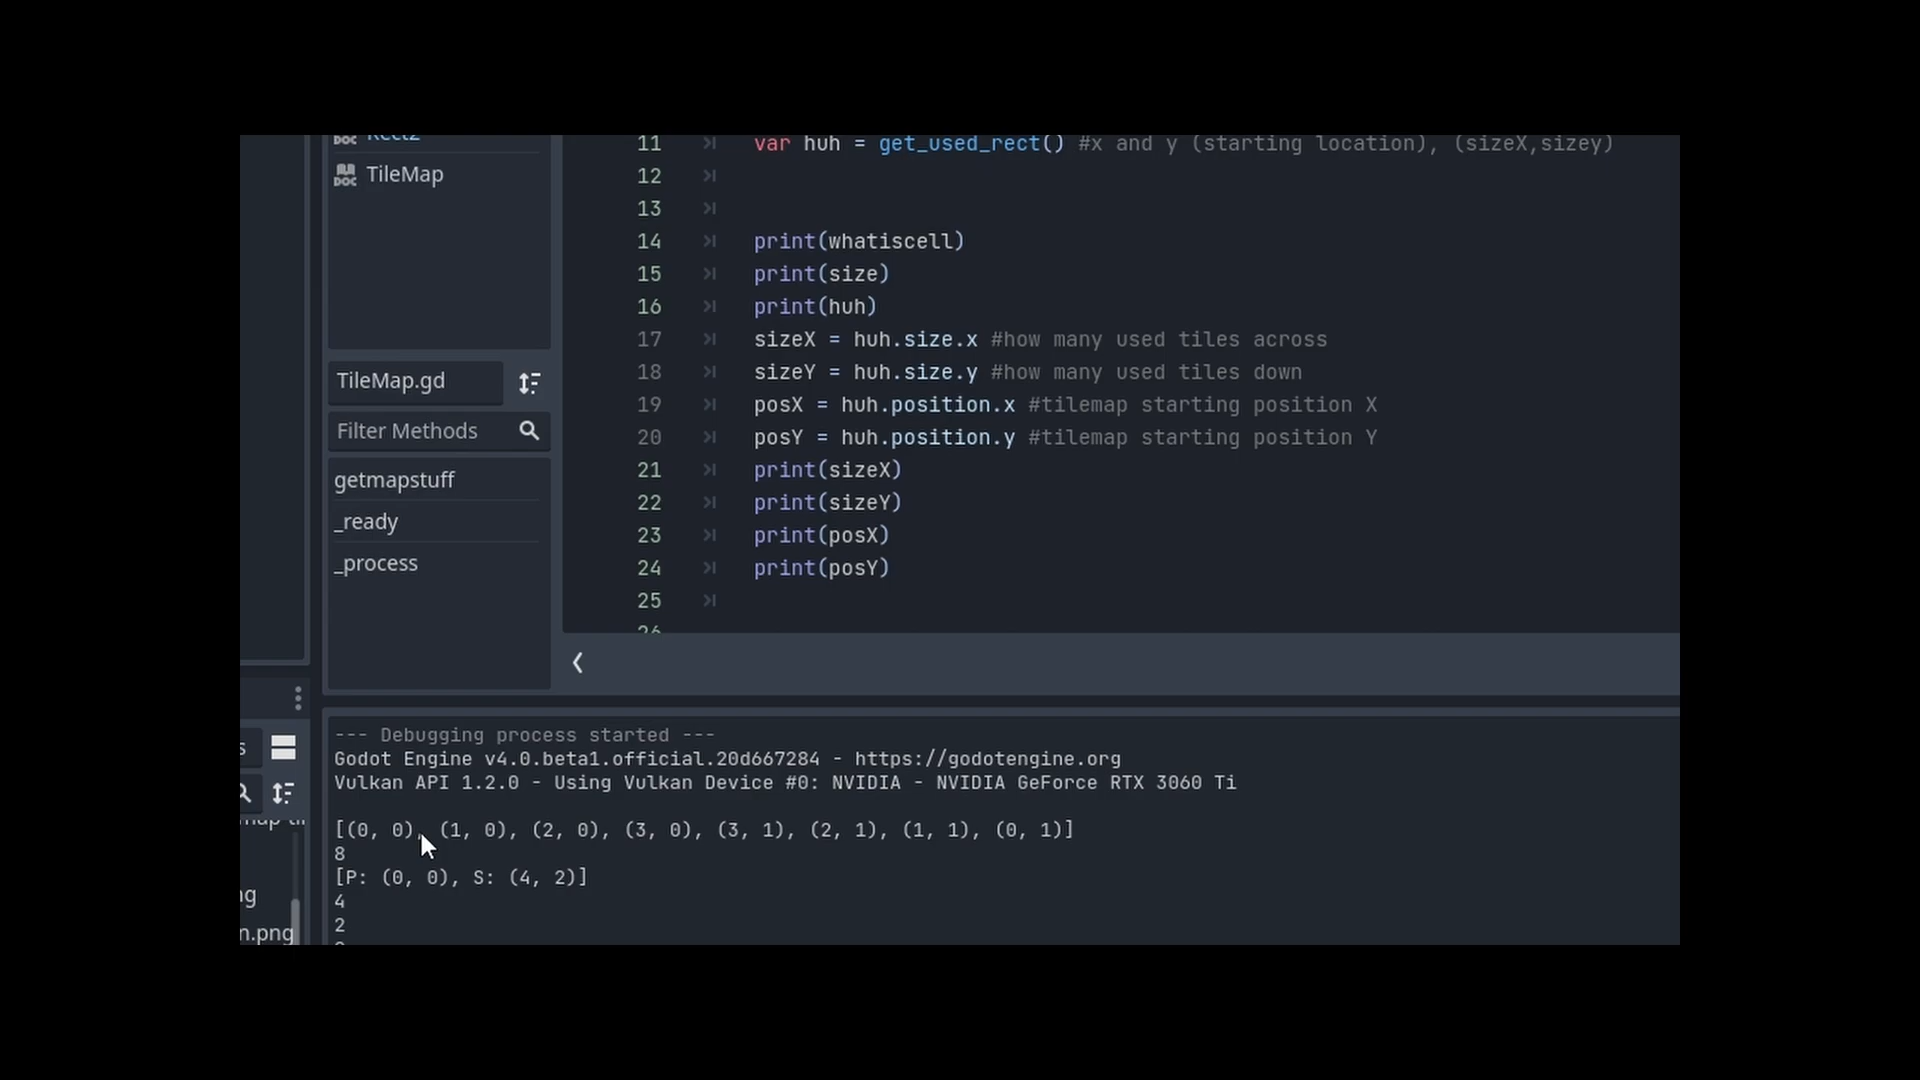 Rect2
TileMap
TileMap.gd
Filter Methods
getmapstuff
_ready
_process
11 var huh = get_used_rect() #x and y (starting location), (sizeX,sizey)
12
13
14 print(whatiscell)
15 print(size)
16 print(huh)
17 sizeX = huh.size.x #how many used tiles across
18 sizeY = huh.size.y #how many used tiles down
19 posX = huh.position.x #tilemap starting position X
20 posY = huh.position.y #tilemap starting position Y
21 print(sizeX)
22 print(sizeY)
23 print(posX)
24 print(posY)
25
26
s
ng
n.png
--- Debugging process started ---
Godot Engine v4.0.beta1.official.20d667284 - https://godotengine.org
Vulkan API 1.2.0 - Using Vulkan Device #0: NVIDIA - NVIDIA GeForce RTX 3060 Ti
[(0, 0), (1, 0), (2, 0), (3, 0), (3, 1), (2, 1), (1, 1), (0, 1)]
8
[P: (0, 0), S: (4, 2)]
4
2